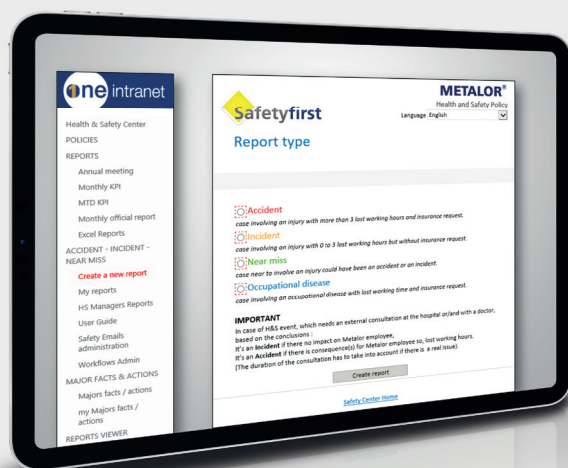 one intranet
Health & Safety Center
POLICIES
REPORTS
Annual meeting
Monthly KPI
MTD KPI
Monthly official report
Excel Reports
ACCIDENT - INCIDENT -
NEAR MISS
Create a new report
My reports
HS Managers Reports
User Guide
Safety Emails
administration
Workflows Admin
MAJOR FACTS & ACTIONS
Majors facts / actions
my Majors facts /
actions
REPORTS VIEWER
Safetyfirst
METALOR®
Health and Safety Policy
Language English
Report type
Accident
case involving an injury with more than 3 lost working hours and insurance request.
Incident
case involving an injury with 0 to 3 lost working hours but without insurance request.
Near miss
case near to involve an injury could have been an accident or an incident.
Occupational disease
case involving an occupational disease with lost working time and insurance request.
IMPORTANT
In case of H&S event, which needs an external consultation at the hospital or/and with a doctor,
based on the conclusions :
It's an Incident if there no impact on Metalor employee,
It's an Accident if there is consequence(s) for Metalor employee so, lost working hours.
(The duration of the consultation has to take into account if there is a real issue).
Create report
Safety Center Home